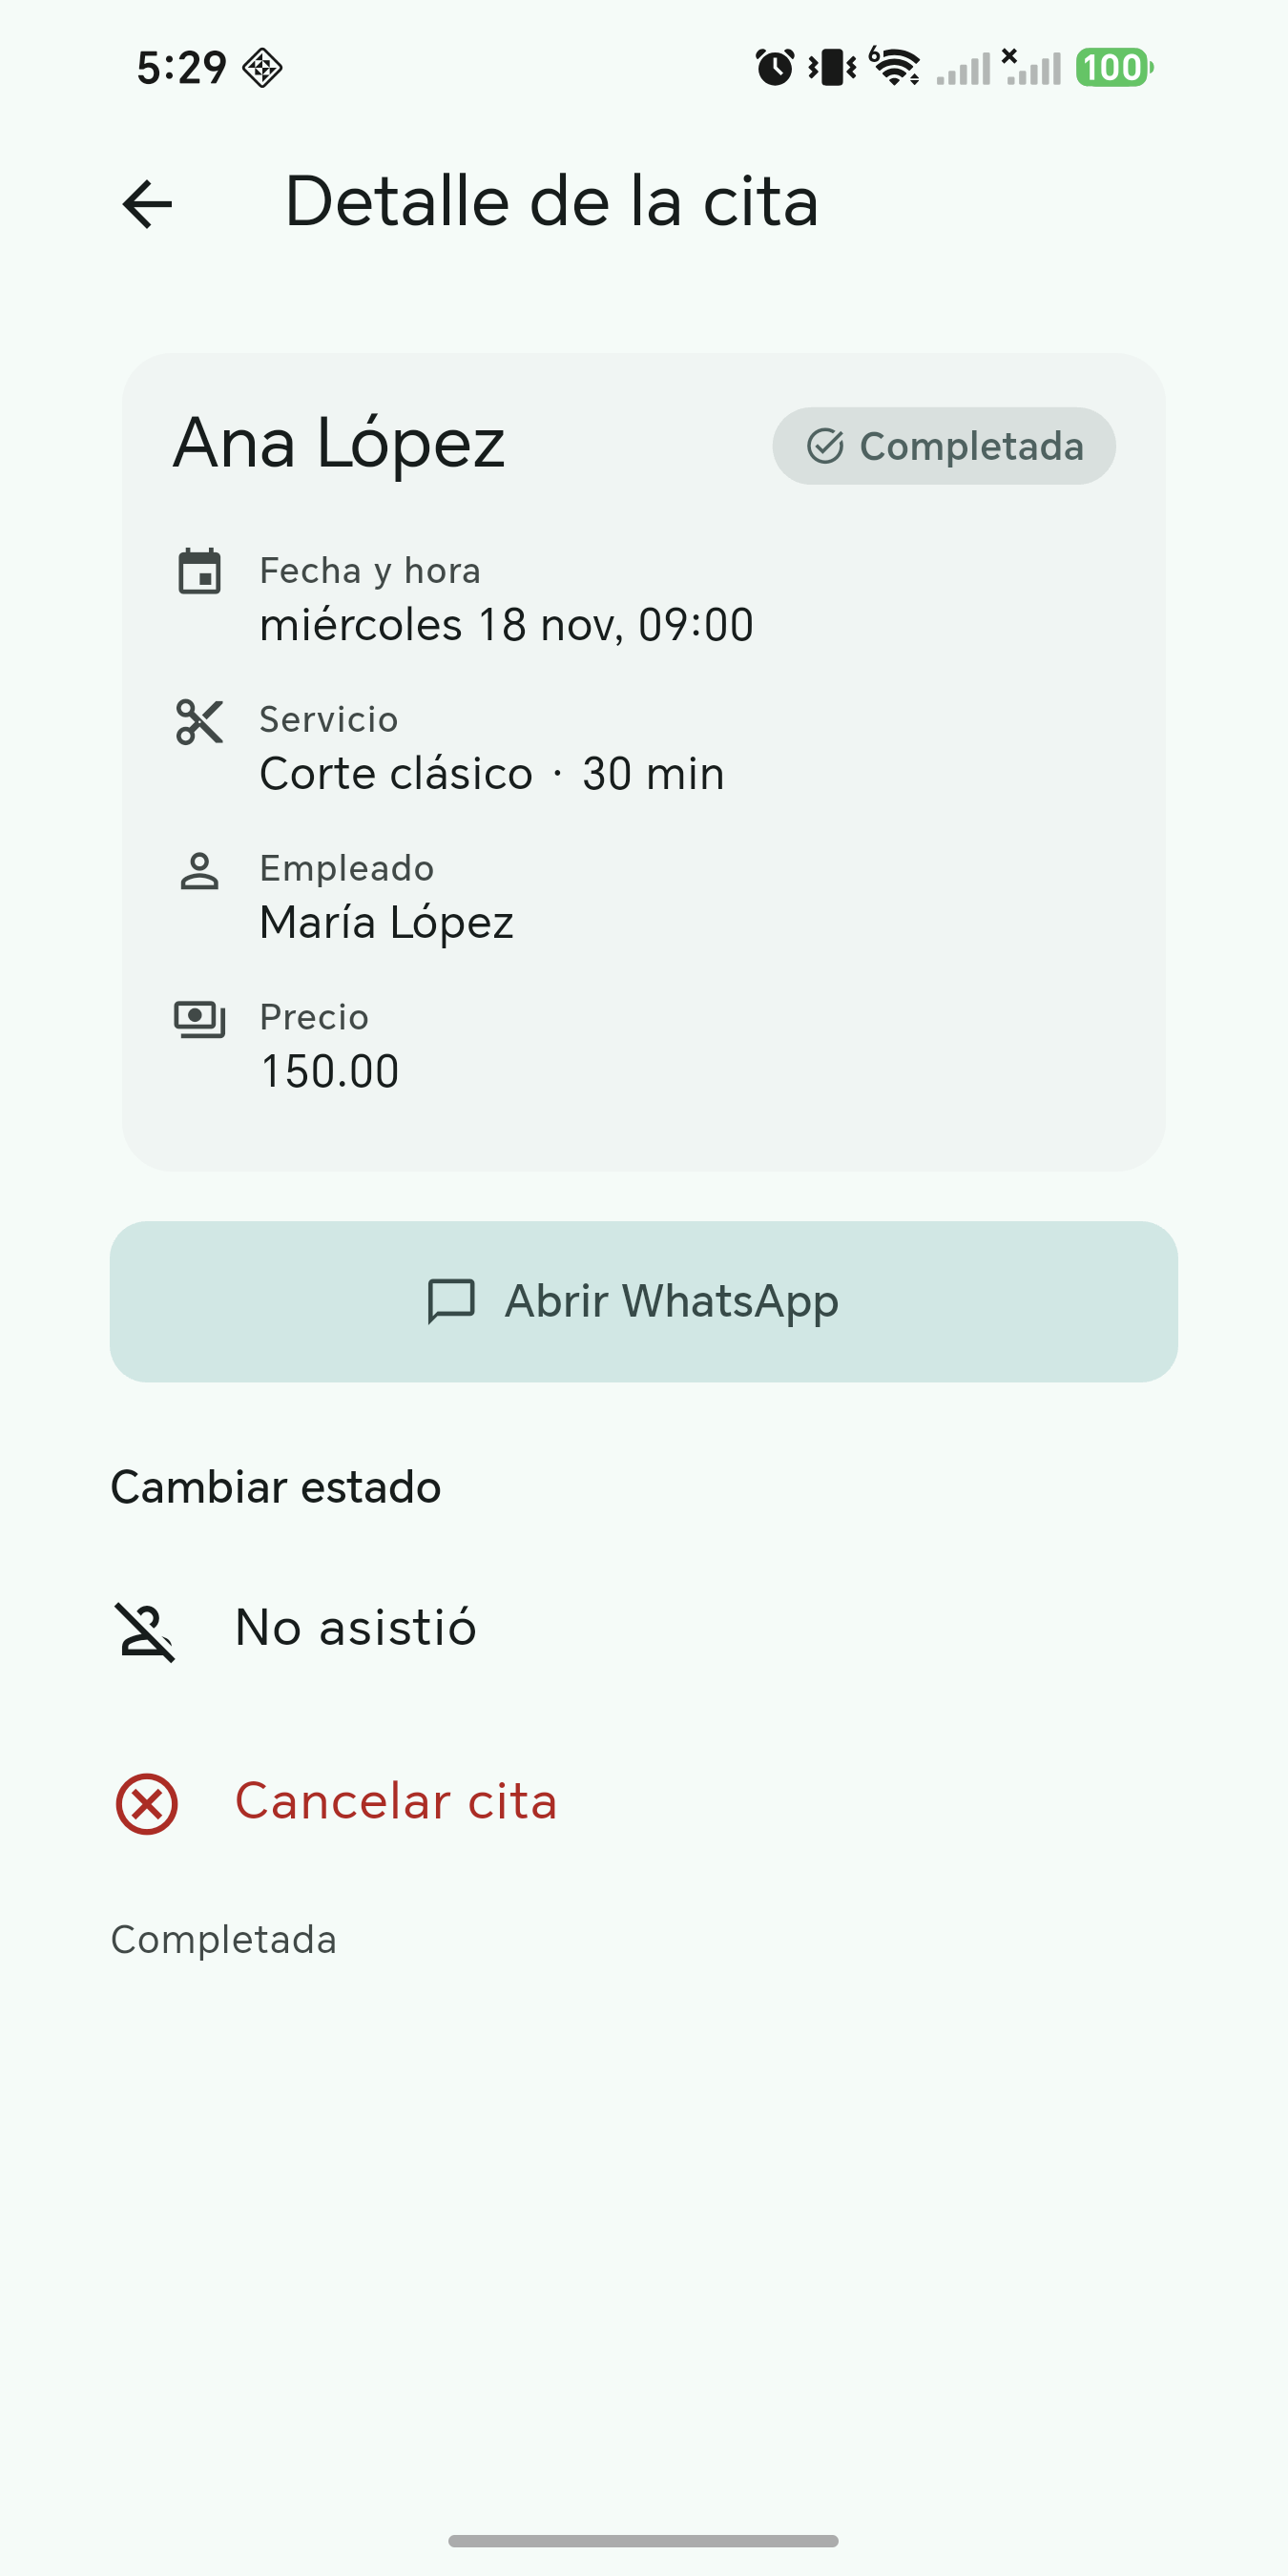 5:29
6
100
Detalle de la cita
Ana López
Completada
Fecha y hora
miércoles 18 nov, 09:00
Servicio
Corte clásico · 30 min
Empleado
María López
Precio
150.00
Abrir WhatsApp
Cambiar estado
No asistió
Cancelar cita
Completada